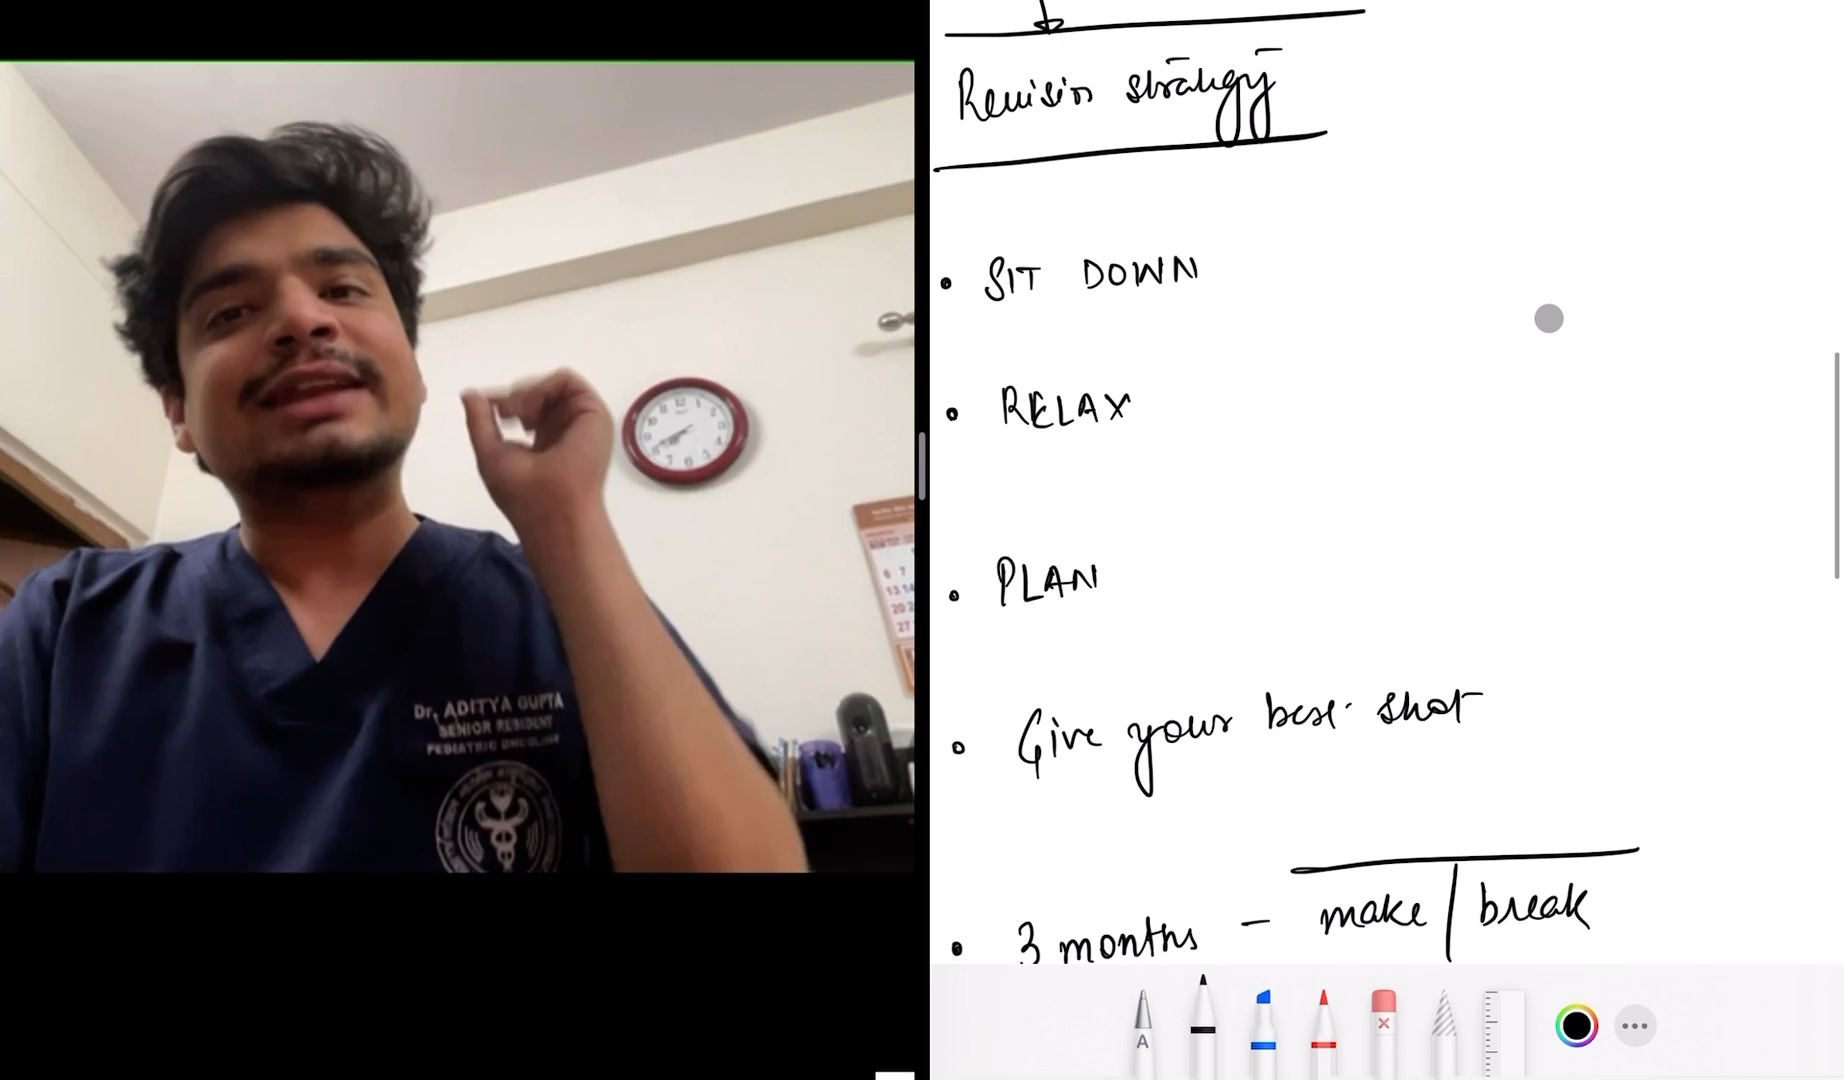 Dr. ADITYA GUPTA
SENIOR RESIDENT
PEDIATRIC ONCOLOGY
Revision strategy
• SIT DOWN
• RELAX
• PLAN
• Give your best shot
• 3 months - make / break
A